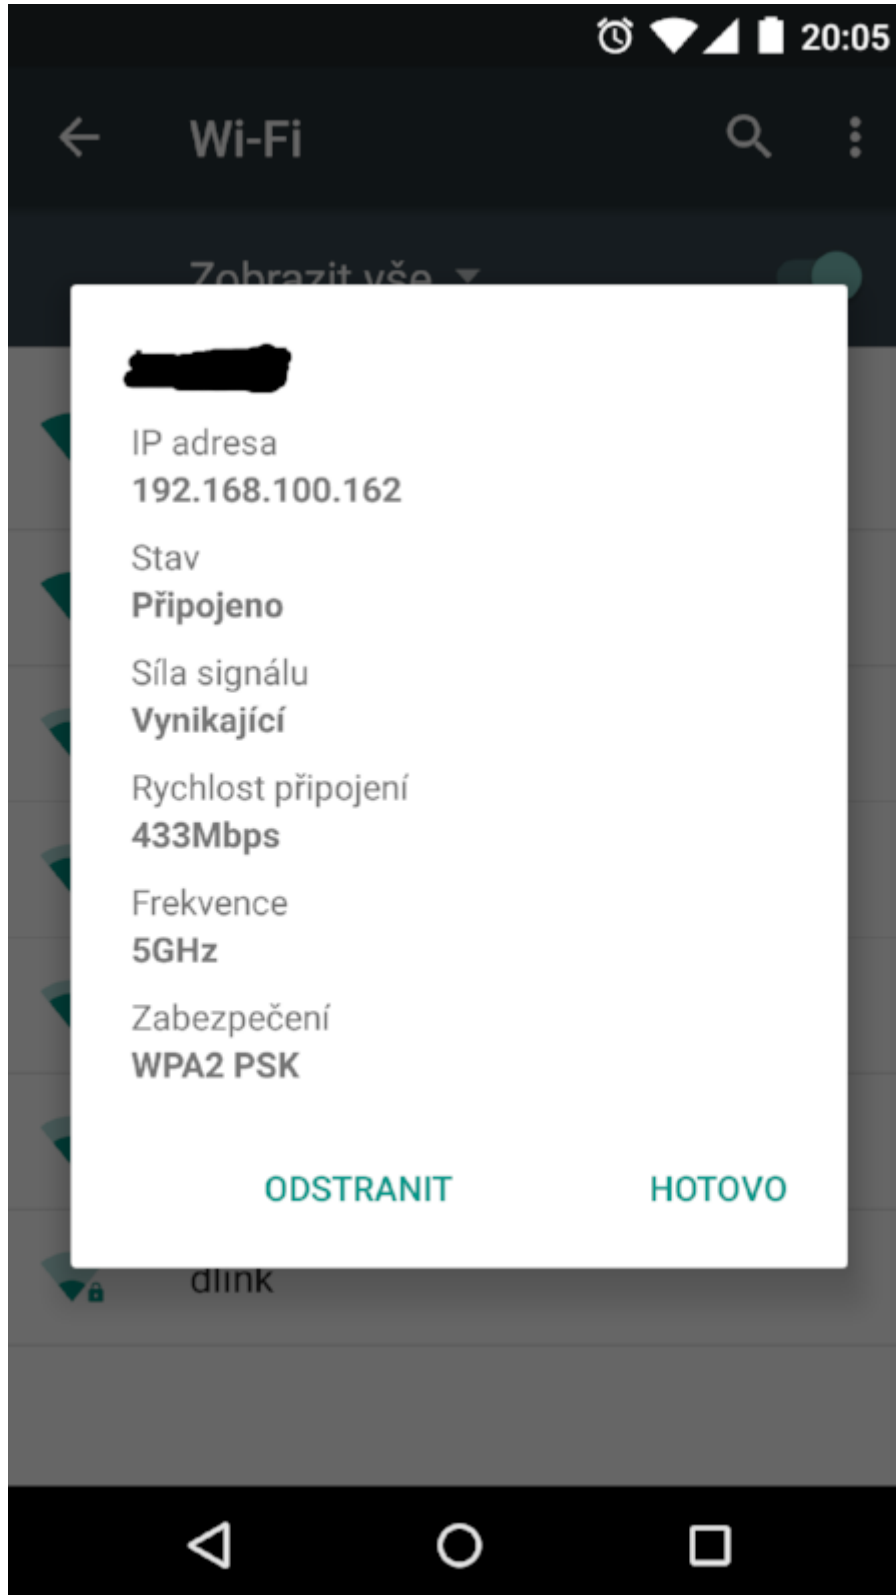 20:05
Wi-Fi
Zobrazit vše
IP adresa
192.168.100.162
Stav
Připojeno
Síla signálu
Vynikající
Rychlost připojení
433Mbps
Frekvence
5GHz
Zabezpečení
WPA2 PSK
ODSTRANIT HOTOVO
dlink